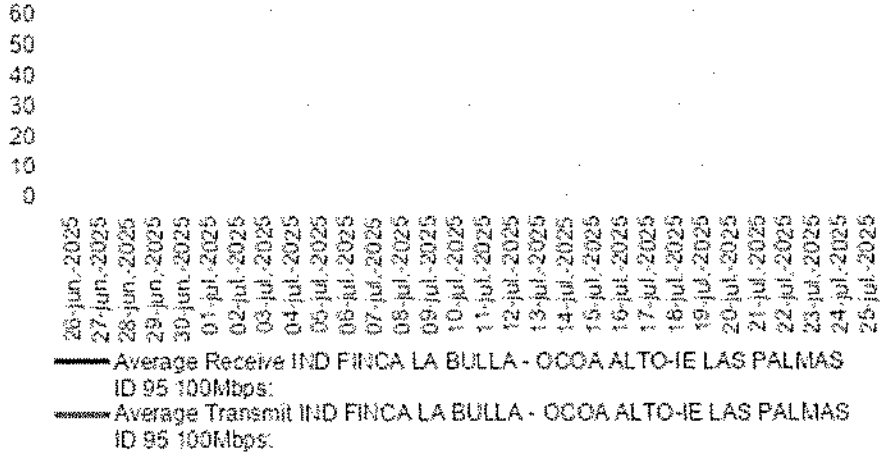 60
50
40
30
20
10
0
26-jun.-2025
27-jun.-2025
28-jun.-2025
29-jun.-2025
30-jun.-2025
01-jul.-2025
02-jul.-2025
03-jul.-2025
04-jul.-2025
05-jul.-2025
06-jul.-2025
07-jul.-2025
08-jul.-2025
09-jul.-2025
10-jul.-2025
11-jul.-2025
12-jul.-2025
13-jul.-2025
14-jul.-2025
15-jul.-2025
16-jul.-2025
17-jul.-2025
18-jul.-2025
19-jul.-2025
20-jul.-2025
21-jul.-2025
22-jul.-2025
23-jul.-2025
24-jul.-2025
25-jul.-2025
Average Receive IND FINCA LA BULLA - OCOA ALTO-IE LAS PALMAS
ID 95 100Mbps:
Average Transmit IND FINCA LA BULLA - OCOA ALTO-IE LAS PALMAS
ID 95 100Mbps: